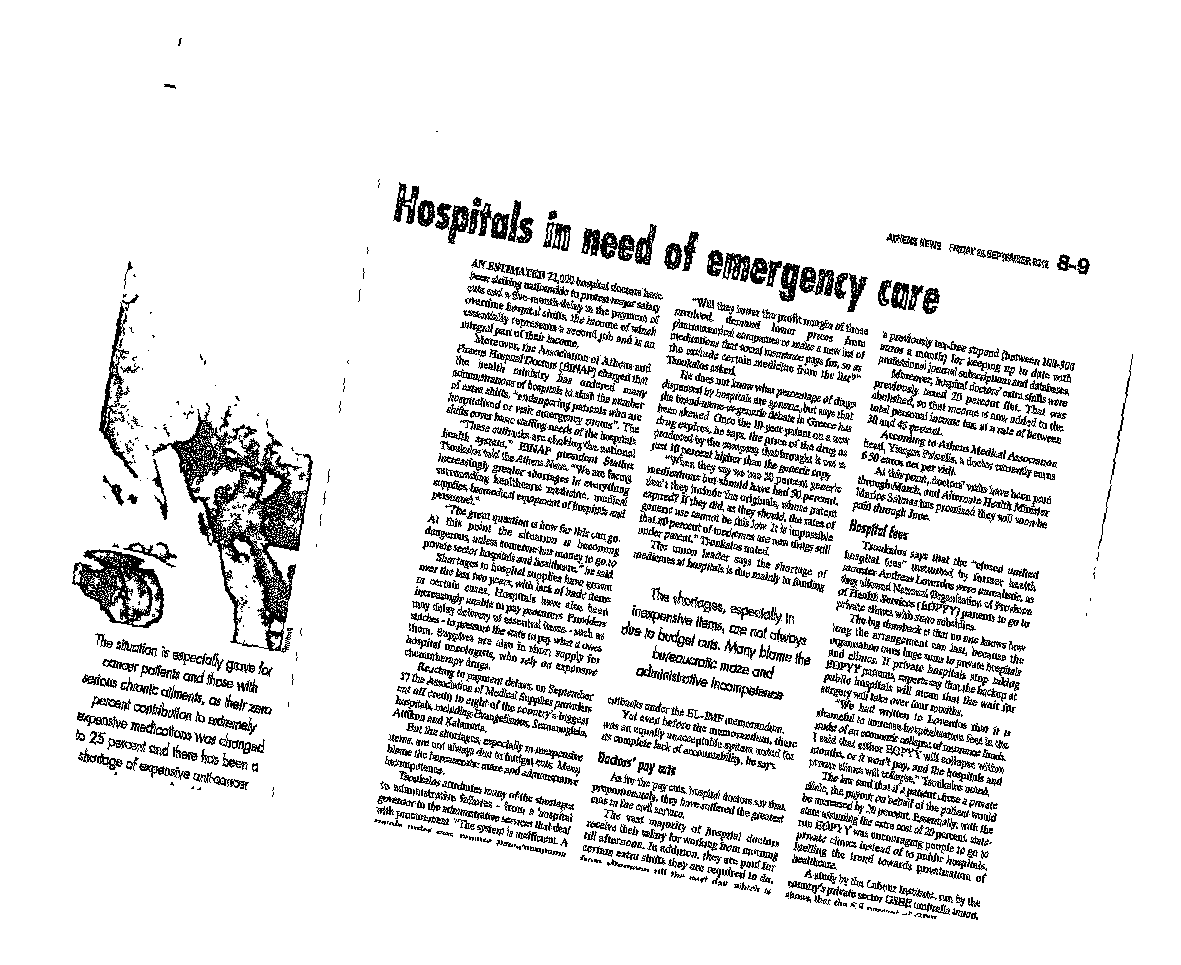 Hospitals in need of emergency care
ATHENS NEWS FRIDAY SEPTEMBER 8-9
AN ESTIMATED hospital doctors have
been striking nationwide to protest major salary
cuts and a five-month delay in the payment of
overtime hospital shifts, the income of which
essentially represents a second job and is an
integral part of their income.
Moreover, the Association of Athens and
Piraeus Hospital Doctors (EINAP) charged that
the health ministry has ordered many
administrations of hospitals to slash the number
of extra shifts, "endangering patients who are
hospitalised or visit emergency rooms". The
shifts cover basic staffing needs of the hospitals
"These cutbacks are choking the national
health system," EINAP president Stathis
Tsoukalos told the Athens News. "We are facing
increasingly greater shortages in everything
surrounding healthcare: medicine, medical
supplies, biomedical equipment of hospitals and
personnel."
"The great question is how far this can go.
At this point the situation is becoming
dangerous, unless someone has money to go to
private sector hospitals and healthcare," he said
Shortages in hospital supplies have grown
over the last two years, with lack of basic items
in certain cases. Hospitals have also been
increasingly unable to pay providers. Providers
may delay delivery of essential items - such as
stitches - to pressure the state to pay what it owes
them. Supplies are also in short supply for
hospital oncologists, who rely on expensive
chemotherapy drugs.
Reacting to payment delays, on September
17 the Association of Medical Supplies providers
cut off credit to eight of the country's biggest
hospitals, including Evangelismos, Sismanogleio,
Attikon and Kalamata.
But the shortages, especially in inexpensive
items, are not always due to budget cuts. Many
blame the bureaucratic maze and administrative
incompetence.
Tsoukalos attributes many of the shortages
to administrative failures - from a hospital
governor to the administrative services that deal
with procurement. "The system is inefficient. A
"Will they lower the profit margin of those
involved, demand lower prices from
pharmaceutical companies or make a new list of
medications that social insurance pays for, so as
to exclude certain medicines from the list?"
Tsoukalos asked.
He does not know what percentage of drugs
dispensed by hospitals are generic, but says that
the brand-name-vs-generic debate in Greece has
been skewed. Once the 10-year patent on a new
drug expires, he says, the price of the drug as
produced by the company that brought it out is
just 10 percent higher than the generic copy
"When they say we use 20 percent generic
medicines but should have had 50 percent,
don't they include the originals, whose patent
expired? If they did, as they should, the rates of
generic use cannot be this low. It is impossible
that 80 percent of medicines are new drugs still
under patent," Tsoukalos noted.
The union leader says the shortage of
medicines at hospitals is due mainly to funding
The shortages, especially in
inexpensive items, are not always
due to budget cuts. Many blame the
bureaucratic maze and
administrative incompetence
cutbacks under the EU-IMF memorandum.
Yet even before the memorandum, there
was an equally unacceptable system noted for
its complete lack of accountability, he says.
Doctors' pay cuts
As for the pay cuts, hospital doctors say that,
proportionately, they have suffered the greatest
cuts in the civil service.
The vast majority of hospital doctors
receive their salary for working from morning
till afternoon. In addition, they are paid for
certain extra shifts they are required to do,
from afternoon till the next day which is
a previously tax-free stipend (between 100-300
euros a month) for keeping up to date with
professional journal subscriptions and databases.
Moreover, hospital doctors' extra shifts were
previously taxed 20 percent flat. That was
abolished, so that income is now added to the
total personal income tax, at a rate of between
30 and 45 percent.
According to Athens Medical Association
head, a doctor currently earns
6.50 euros net per visit.
At this point, doctors' visits have been paid
through March, and Alternate Health Minister
Marios Salmas has promised they will soon be
paid through June.
Hospital fees
Tsoukalos says that the "closed unified
hospital fees" instituted by former health
minister Andreas Loverdos were unrealistic, as
they allowed National Organisation of Provision
of Health Services (EOPYY) patients to go to
private clinics with state subsidies.
The big drawback is that no one knows how
long the arrangement can last, because the
organisation owes huge sums to private hospitals
and clinics. If private hospitals stop taking
EOPYY patients, experts say that the backup at
public hospitals will mean that the wait for
surgery will take over four months.
"We had written to Loverdos that it is
shameful to increase hospitalisation fees in the
midst of an economic collapse of insurance funds.
I said that either EOPYY will collapse within
months, or it won't pay, and the hospitals and
private clinics will collapse," Tsoukalos noted.
The law said that if a patient chose a private
clinic, the payout on behalf of the patient would
be increased by 20 percent. Essentially, with the
state assuming the extra cost of 20 percent, state-
run EOPYY was encouraging people to go to
private clinics instead of to public hospitals,
fuelling the trend towards privatisation of
healthcare.
A study by the Labour Institute, run by the
country's private sector GSEE umbrella union,
shows that the
The situation is especially grave for
cancer patients and those with
serious chronic ailments, as their zero
percent contribution to extremely
expensive medications was changed
to 25 percent and there has been a
shortage of expensive anti-cancer